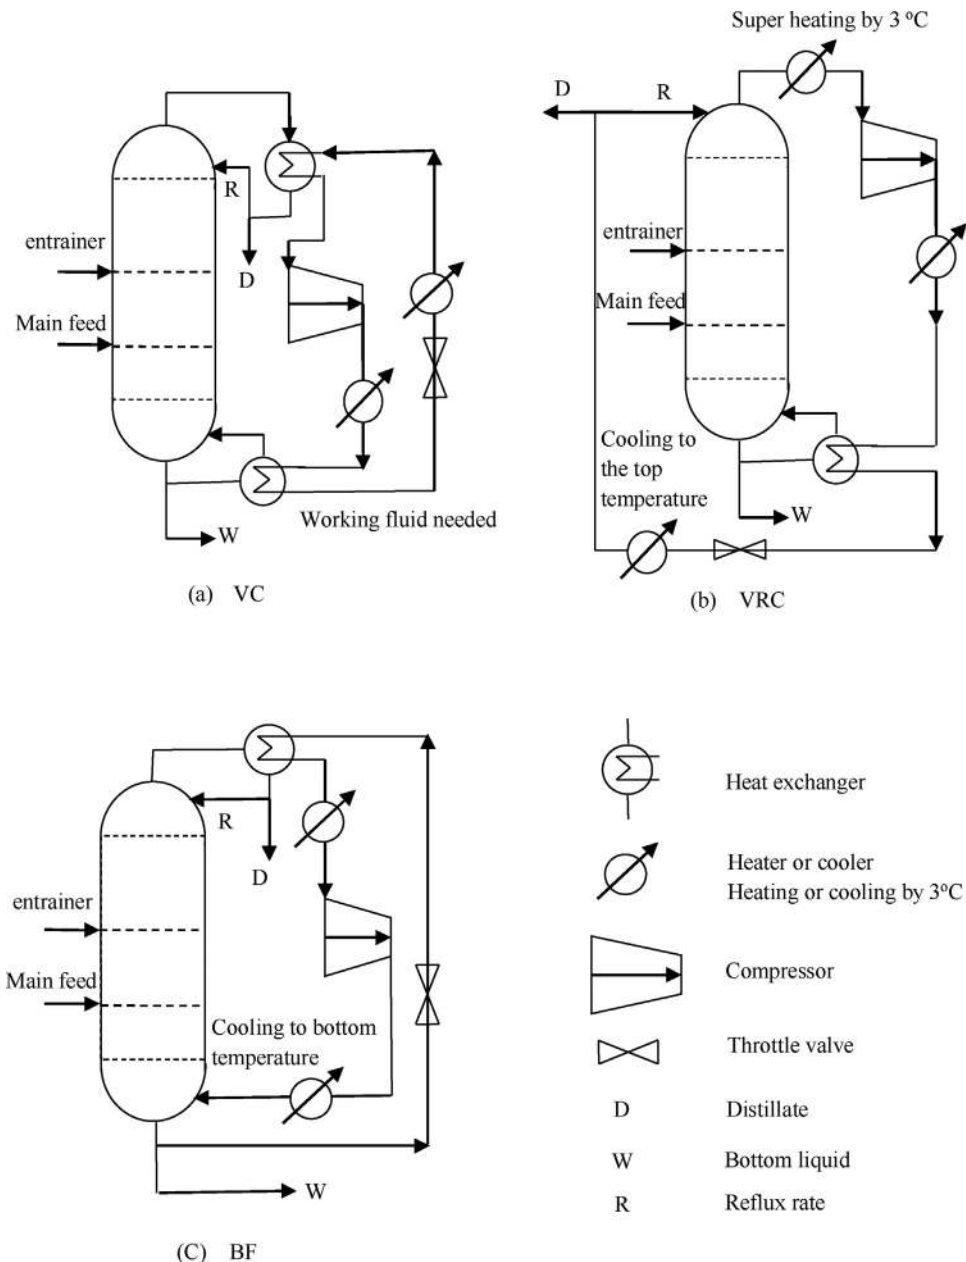 R
entrainer
D
Main feed
Working fluid needed
W
(a) VC
Super heating by 3 ºC
D
R
entrainer
Main feed
Cooling to
the top
temperature
W
(b) VRC
R
D
entrainer
Main feed
Cooling to bottom
temperature
W
(C) BF
Heat exchanger
Heater or cooler
Heating or cooling by 3ºC
Compressor
Throttle valve
D Distillate
W Bottom liquid
R Reflux rate